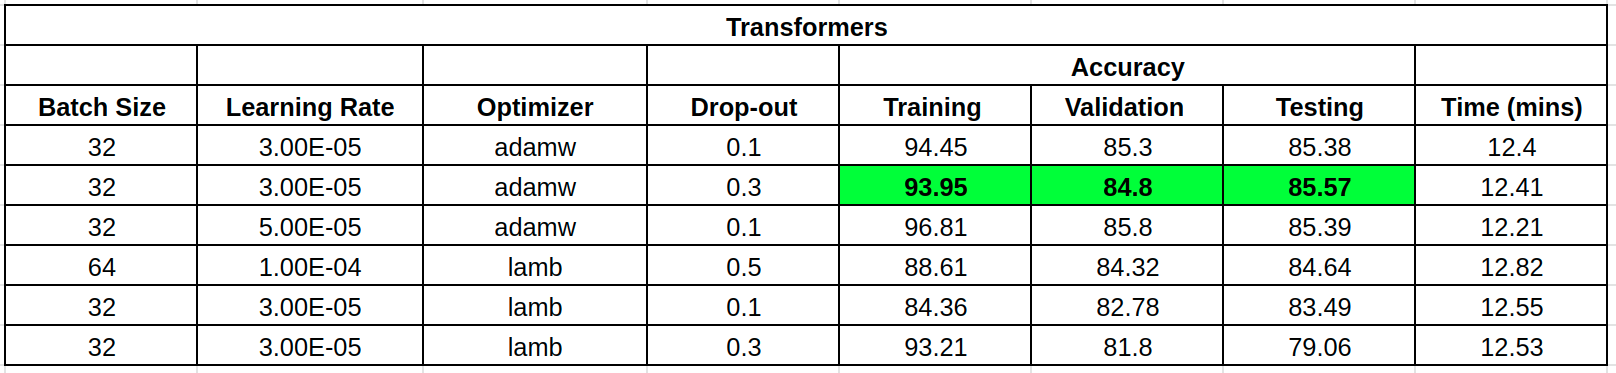 Transformers
Accuracy
Batch Size Learning Rate Optimizer Drop-out Training Validation Testing Time (mins)
32 3.00E-05 adamw 0.1 94.45 85.3 85.38 12.4
32 3.00E-05 adamw 0.3 93.95 84.8 85.57 12.41
32 5.00E-05 adamw 0.1 96.81 85.8 85.39 12.21
64 1.00E-04 lamb 0.5 88.61 84.32 84.64 12.82
32 3.00E-05 lamb 0.1 84.36 82.78 83.49 12.55
32 3.00E-05 lamb 0.3 93.21 81.8 79.06 12.53